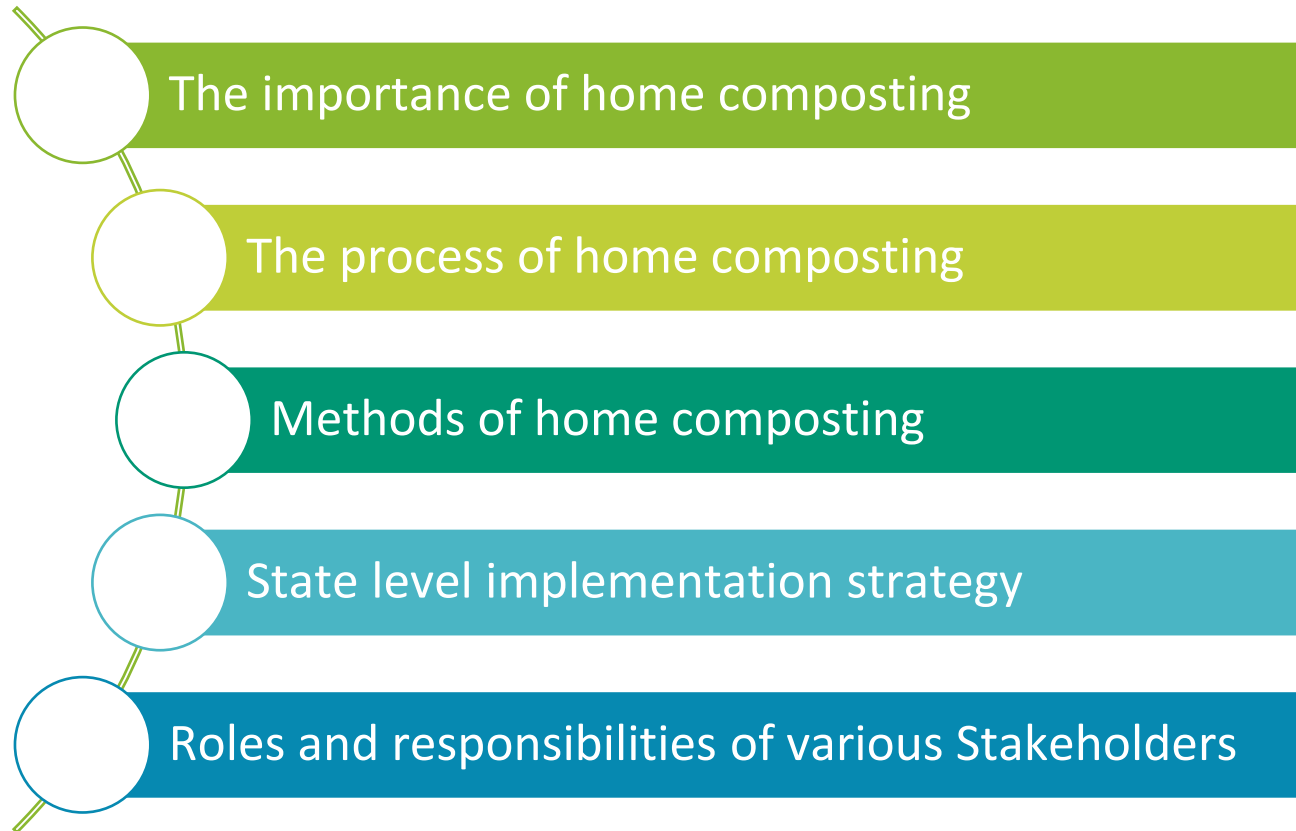 The importance of home composting
The process of home composting
Methods of home composting
State level implementation strategy
Roles and responsibilities of various Stakeholders